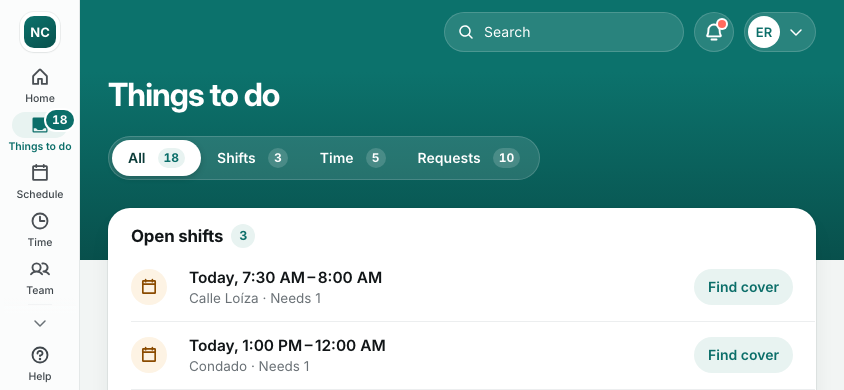 NC
Home
18
Things to do
Schedule
Time
Team
Help
Search
ER
Things to do
All 18 Shifts 3 Time 5 Requests 10
Open shifts 3
Today, 7:30 AM – 8:00 AM
Calle Loíza · Needs 1
Find cover
Today, 1:00 PM – 12:00 AM
Condado · Needs 1
Find cover